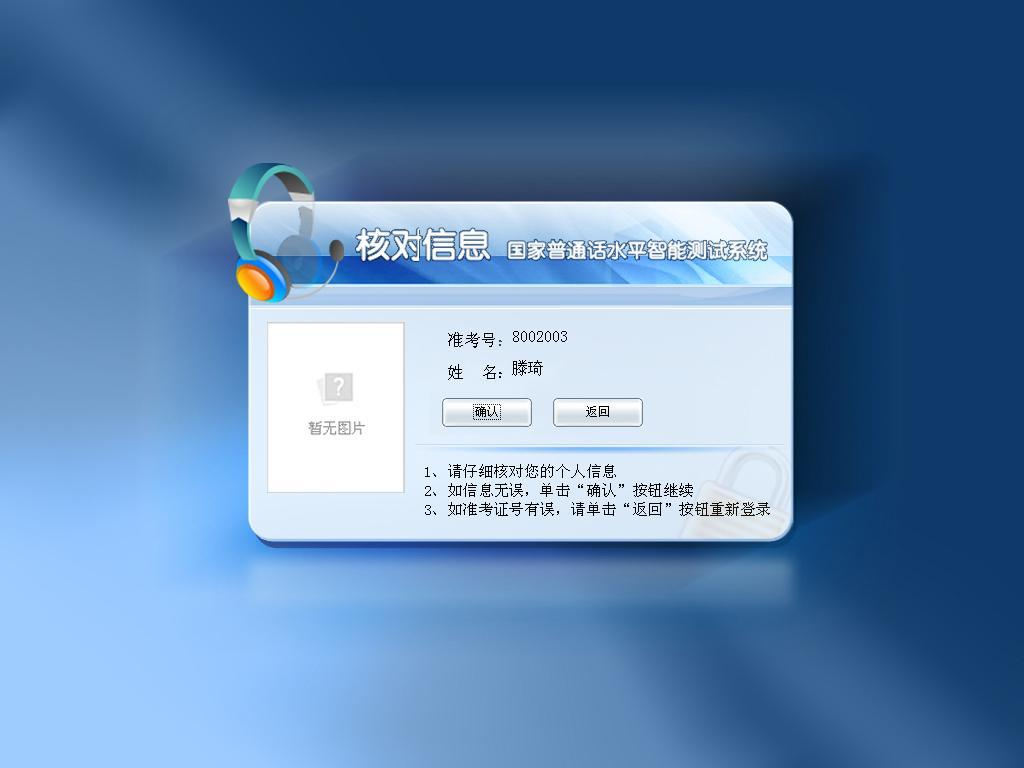 核对信息 国家普通话水平智能测试系统
准考号：8002003
姓 名：滕琦
确认 返回
暂无图片
1、请仔细核对您的个人信息
2、如信息无误，单击“确认”按钮继续
3、如准考证号有误，请单击“返回”按钮重新登录